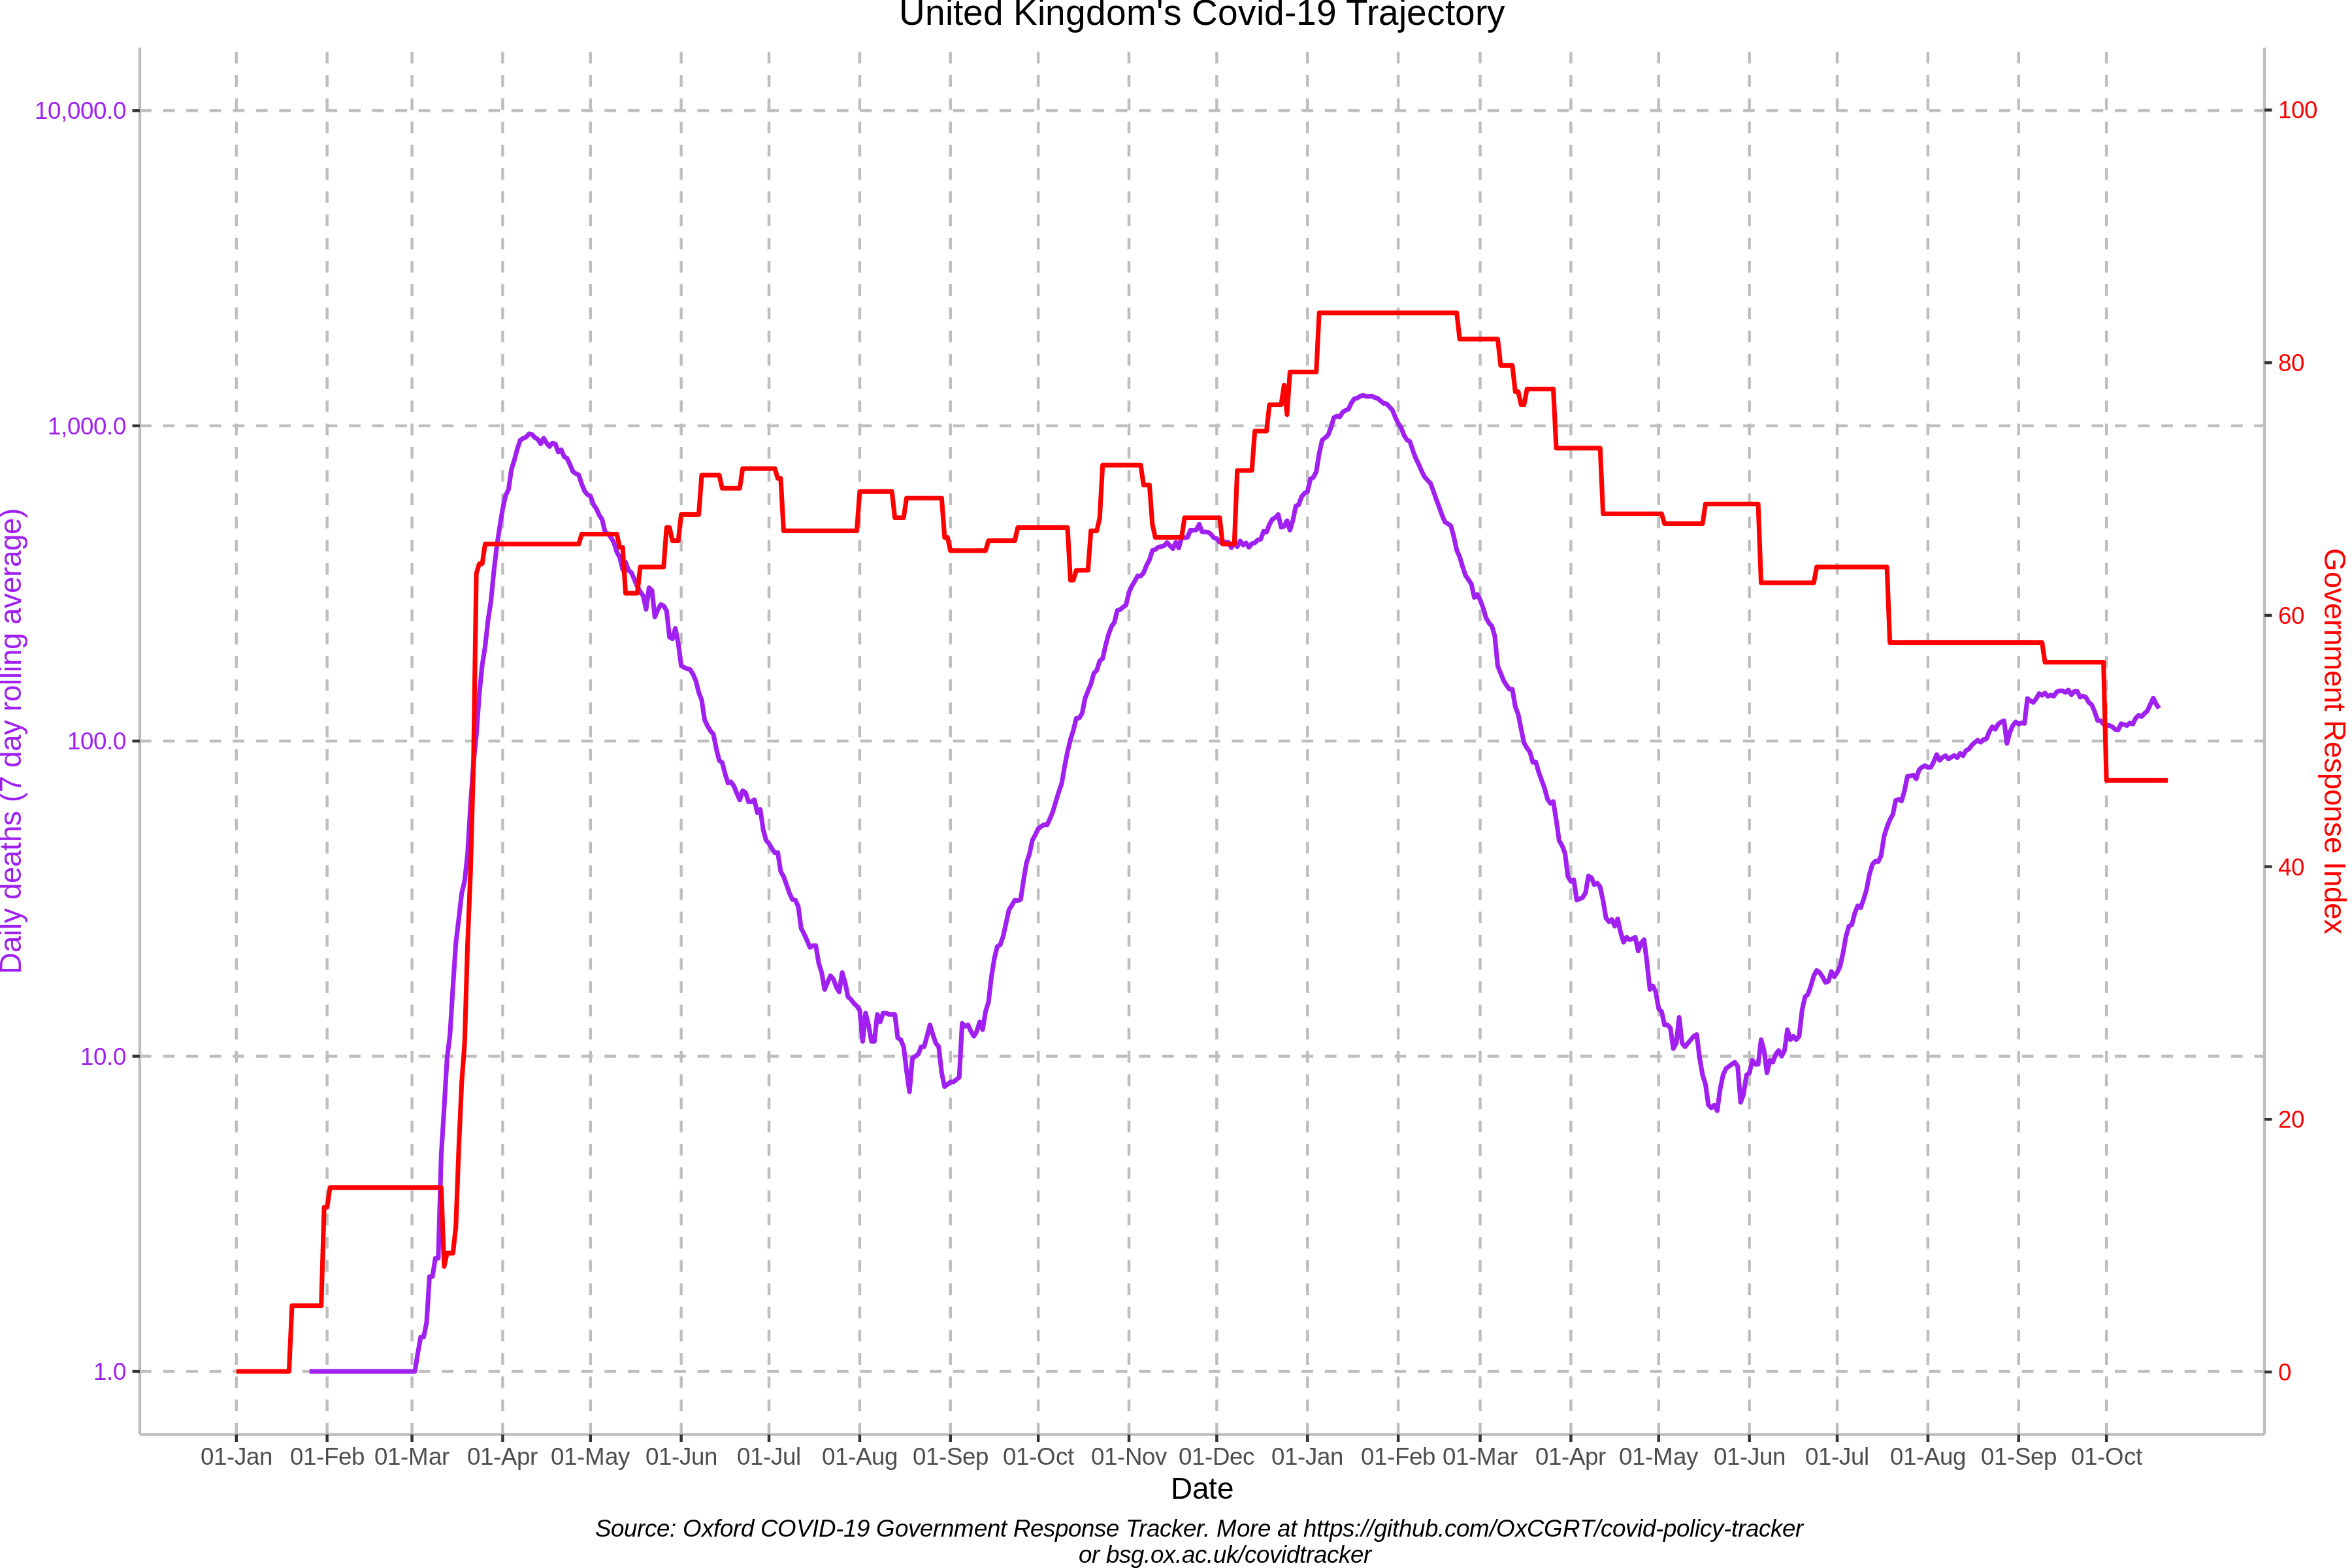 United Kingdom's Covid-19 Trajectory
10,000.0
1,000.0
100.0
10.0
1.0
Daily deaths (7 day rolling average)
100
80
60
40
20
0
Government Response Index
01-Jan 01-Feb 01-Mar 01-Apr 01-May 01-Jun 01-Jul 01-Aug 01-Sep 01-Oct 01-Nov 01-Dec 01-Jan 01-Feb 01-Mar 01-Apr 01-May 01-Jun 01-Jul 01-Aug 01-Sep 01-Oct
Date
Source: Oxford COVID-19 Government Response Tracker. More at https://github.com/OxCGRT/covid-policy-tracker
or bsg.ox.ac.uk/covidtracker